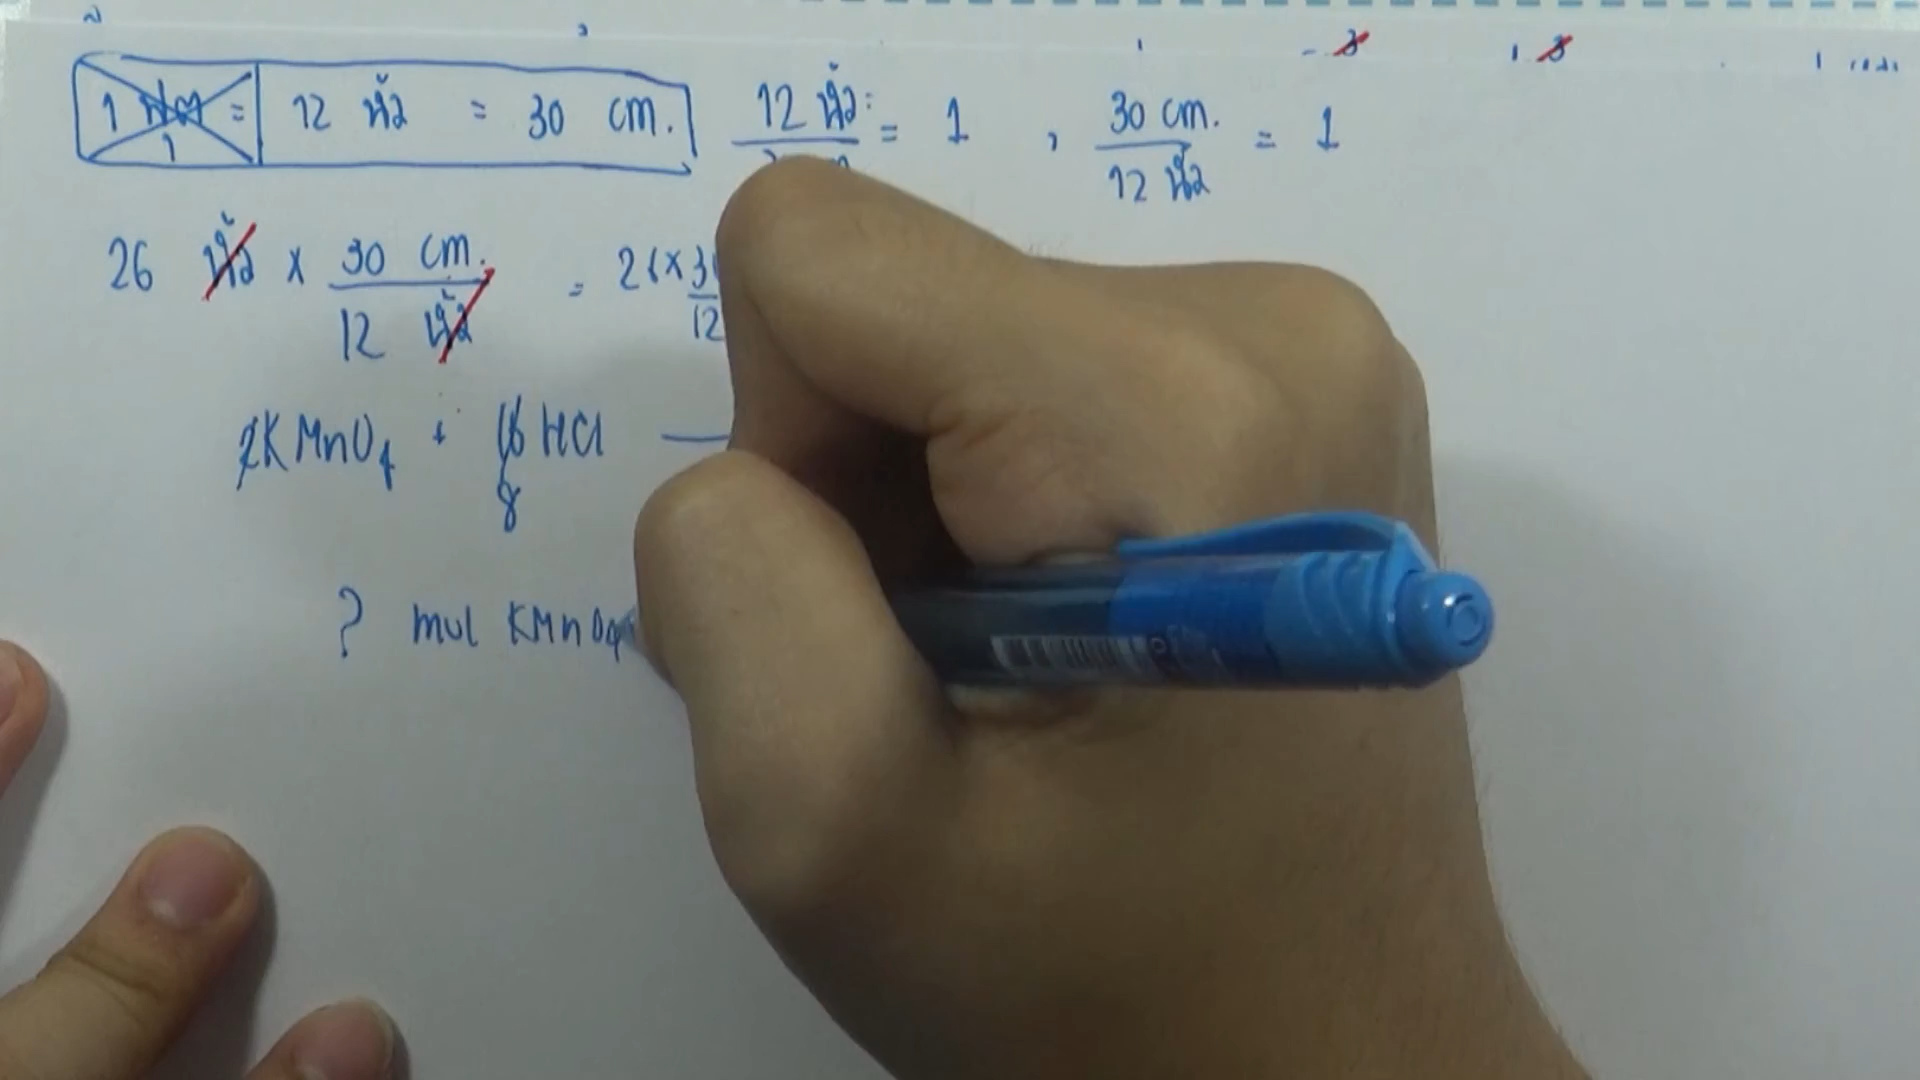 1 ฟุต = 12 นิ้ว = 30 cm. 12 นิ้ว = 1 , 30 cm. / 12 นิ้ว = 1
26 นิ้ว x 30 cm. / 12 นิ้ว = 26 x 30 / 12
2KMnO4 + 16 HCl
8
? mol KMnO4